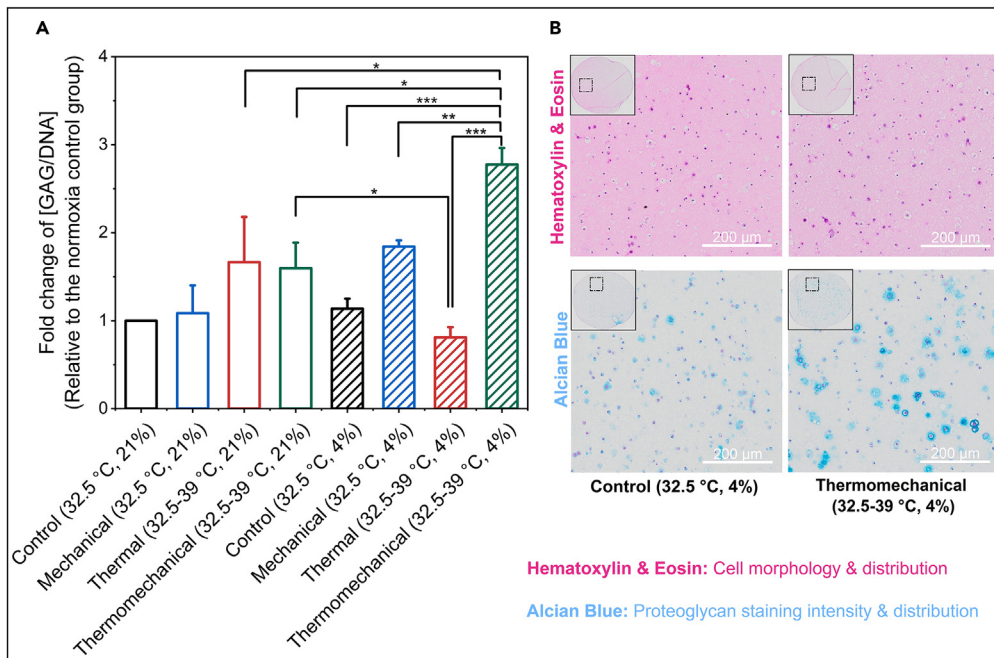 A
Fold change of [GAG/DNA]
(Relative to the normoxia control group)
4
3
2
1
0
*
*
***
**
***
*
Control (32.5 °C, 21%)
Mechanical (32.5 °C, 21%)
Thermal (32.5-39 °C, 21%)
Thermomechanical (32.5-39 °C, 21%)
Control (32.5 °C, 4%)
Mechanical (32.5 °C, 4%)
Thermal (32.5-39 °C, 4%)
Thermomechanical (32.5-39 °C, 4%)
B
Hematoxylin & Eosin
200 μm
200 μm
Alcian Blue
200 μm
200 μm
Control (32.5 °C, 4%)
Thermomechanical
(32.5-39 °C, 4%)
Hematoxylin & Eosin: Cell morphology & distribution
Alcian Blue: Proteoglycan staining intensity & distribution